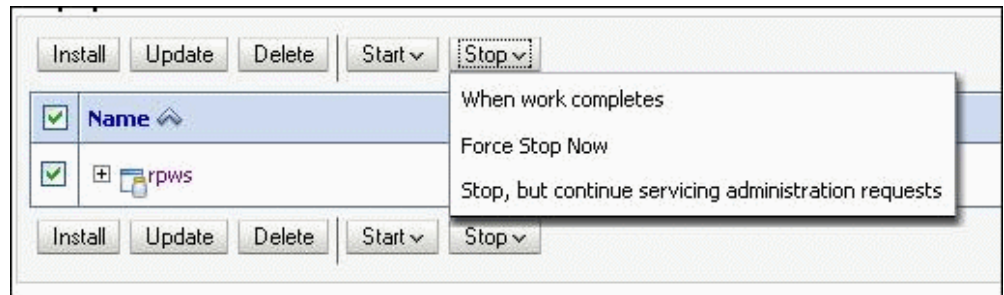 Install Update Delete Start Stop
When work completes
Name
Force Stop Now
rpws
Stop, but continue servicing administration requests
Install Update Delete Start Stop